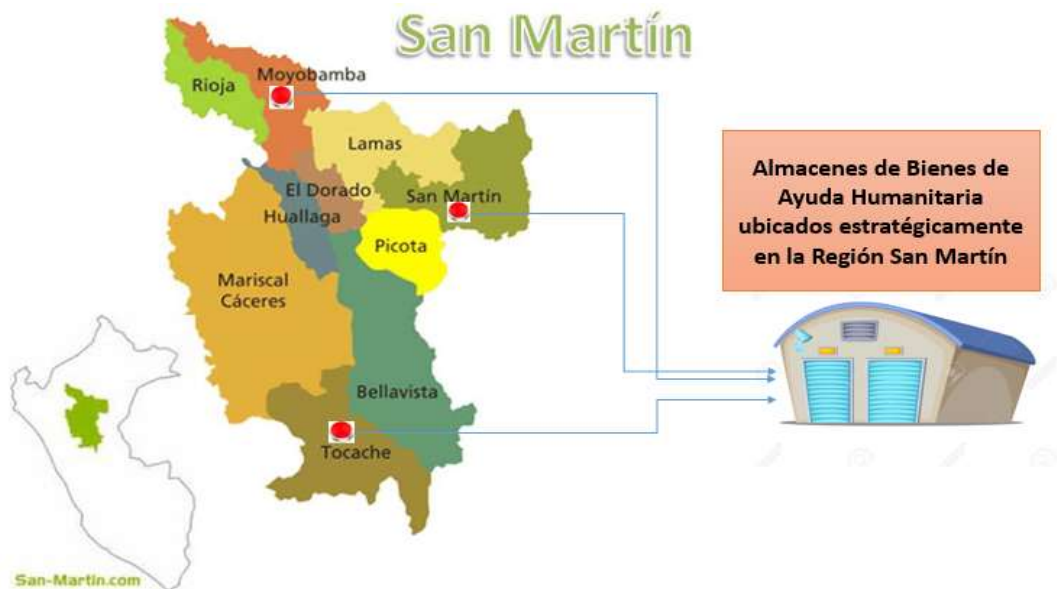 San Martín
Moyobamba
Rioja
Lamas
El Dorado
San Martín
Huallaga
Picota
Mariscal
Cáceres
Bellavista
Tocache
Almacenes de Bienes de
Ayuda Humanitaria
ubicados estratégicamente
en la Región San Martín
San-Martin.com